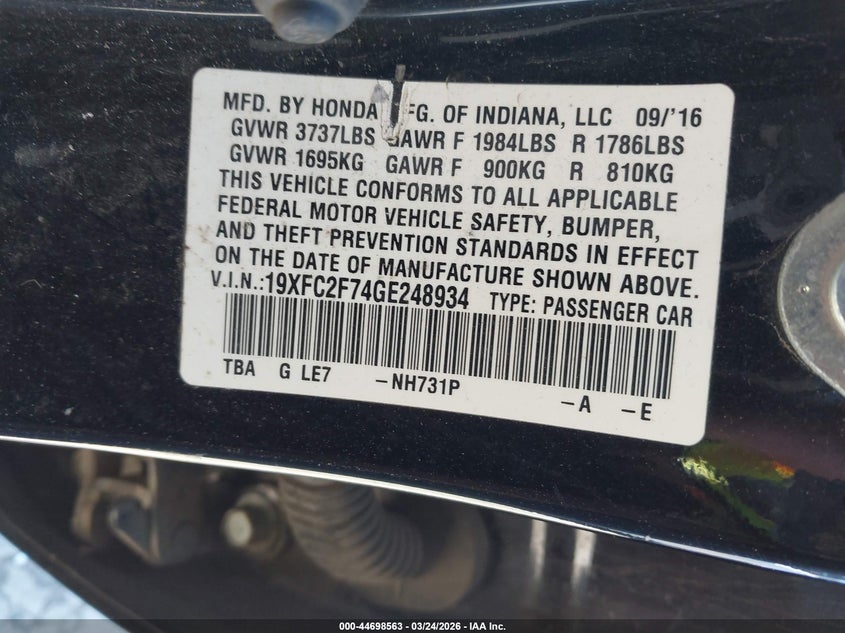 MFD. BY HONDA FG. OF INDIANA, LLC 09/'16
GVWR 3737LBS GAWR F 1984LBS R 1786LBS
GVWR 1695KG GAWR F 900KG R 810KG
THIS VEHICLE CONFORMS TO ALL APPLICABLE
FEDERAL MOTOR VEHICLE SAFETY, BUMPER,
AND THEFT PREVENTION STANDARDS IN EFFECT
ON THE DATE OF MANUFACTURE SHOWN ABOVE.
V.I.N.:19XFC2F74GE248934 TYPE: PASSENGER CAR
TBA G LE7 -NH731P -A -E
000-44698563 — 03/24/2026 — IAA Inc.